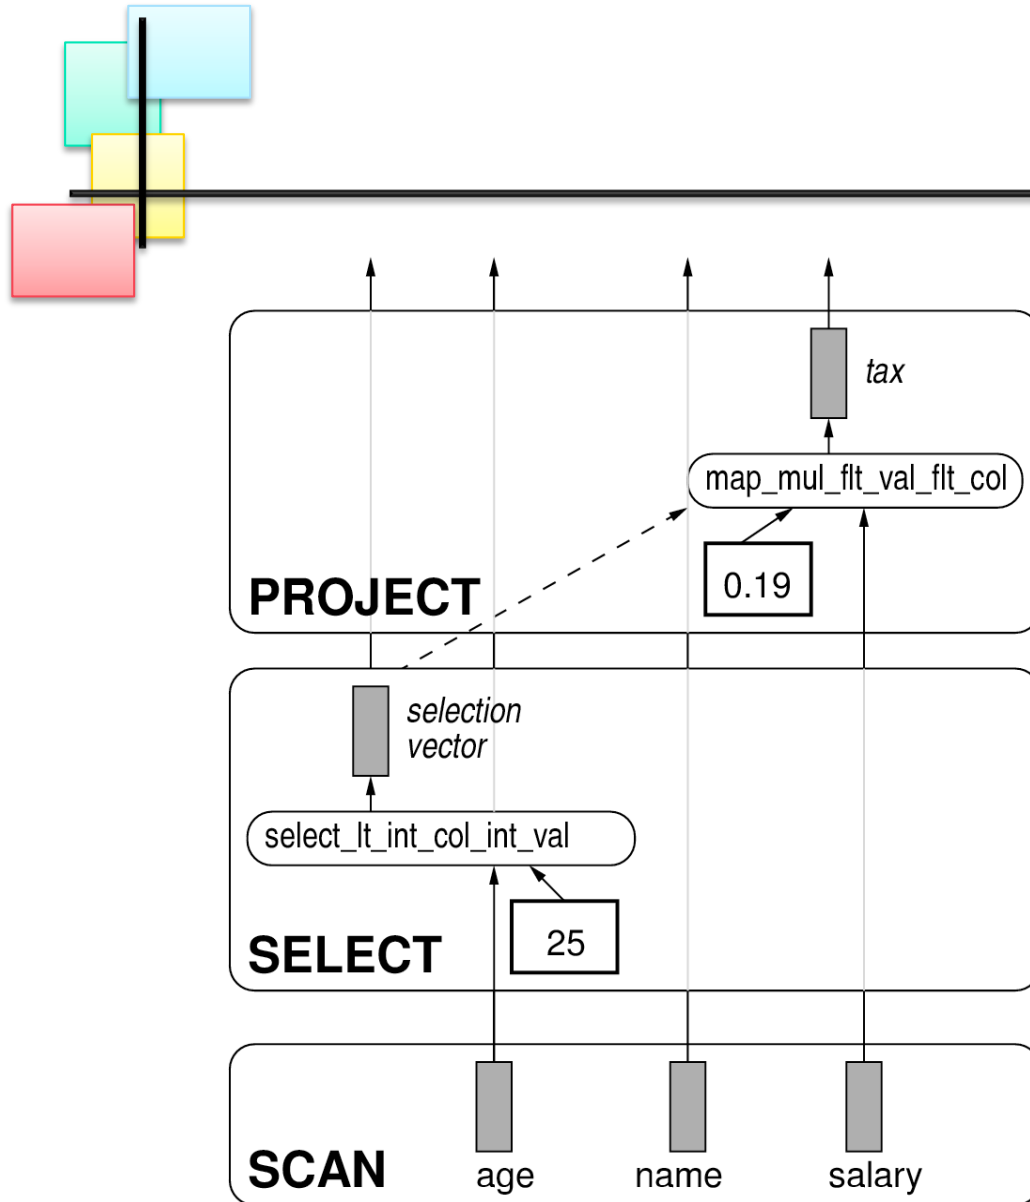 tax
map_mul_flt_val_flt_col
0.19
PROJECT
selection
vector
select_lt_int_col_int_val
25
SELECT
SCAN
age
name
salary